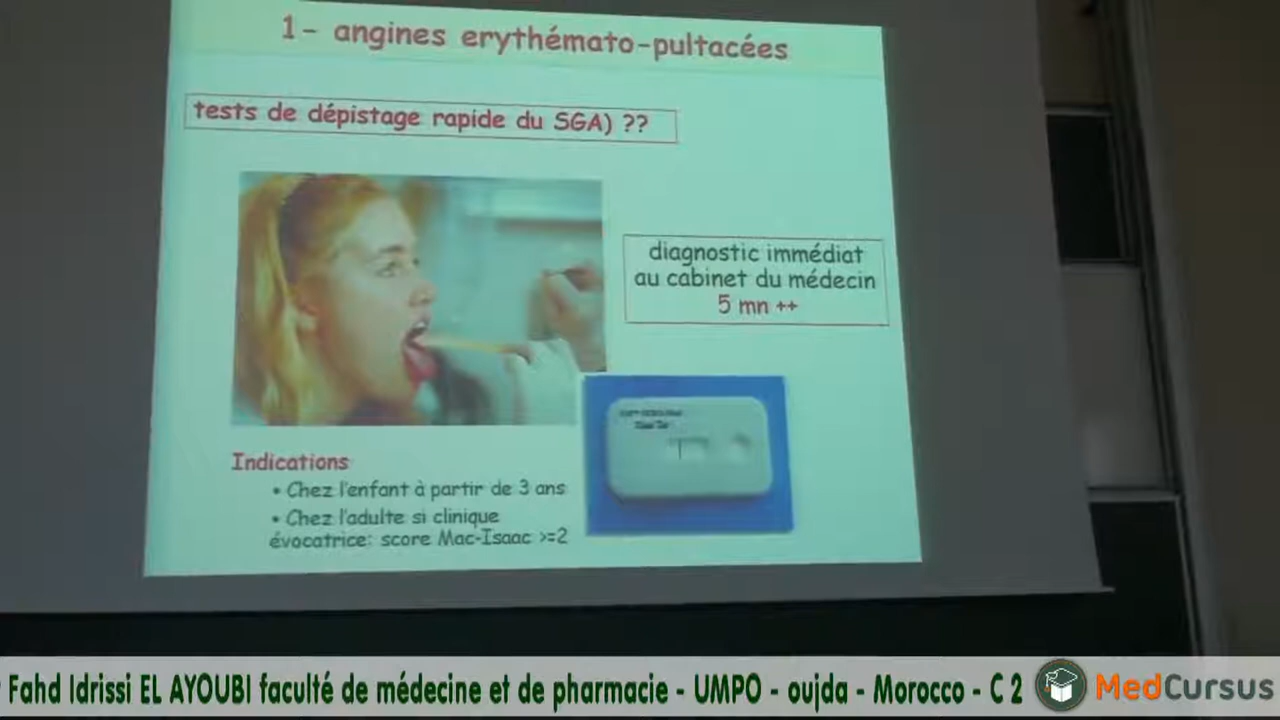 1- angines erythémato-pultacées
tests de dépistage rapide du SGA) ??
diagnostic immédiat
au cabinet du médecin
5 mn ++
Indications
• Chez l'enfant à partir de 3 ans
• Chez l'adulte si clinique
évocatrice: score Mac-Isaac >=2
Fahd Idrissi EL AYOUBI faculté de médecine et de pharmacie - UMPO - oujda - Morocco - C 2
MedCursus